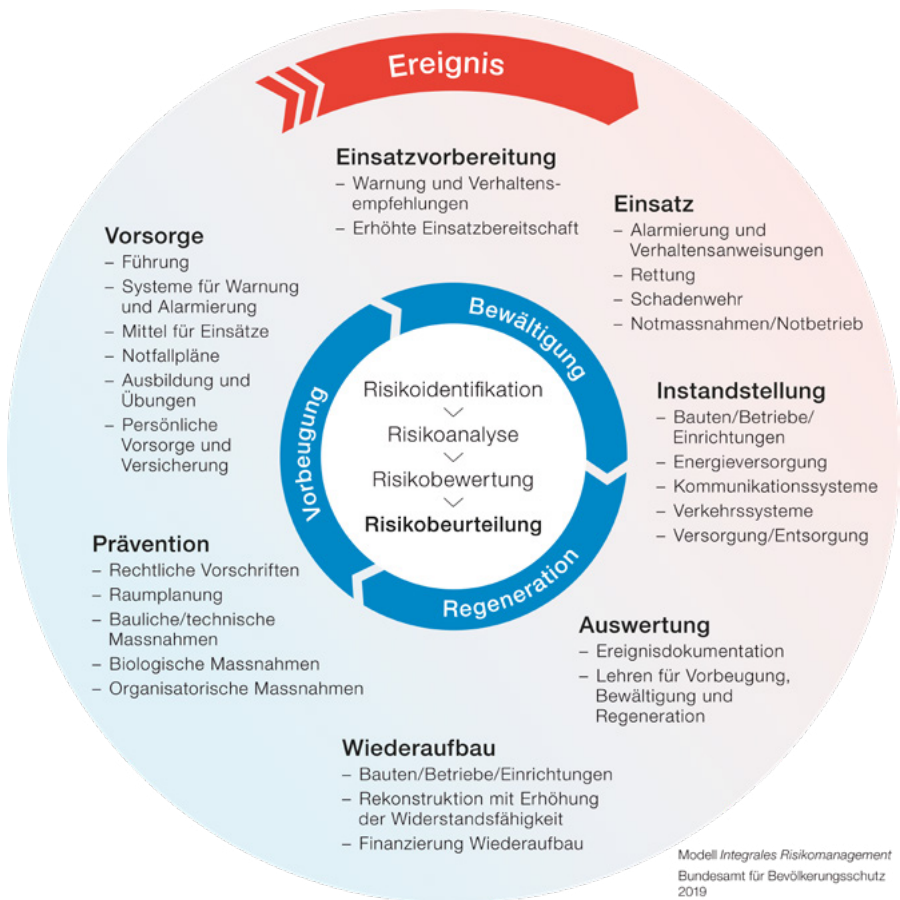 Ereignis
Einsatzvorbereitung
– Warnung und Verhaltens-
empfehlungen
– Erhöhte Einsatzbereitschaft
Einsatz
– Alarmierung und
Verhaltensanweisungen
– Rettung
– Schadenwehr
– Notmassnahmen/Notbetrieb
Instandstellung
– Bauten/Betriebe/
Einrichtungen
– Energieversorgung
– Kommunikationssysteme
– Verkehrssysteme
– Versorgung/Entsorgung
Auswertung
– Ereignisdokumentation
– Lehren für Vorbeugung,
Bewältigung und
Regeneration
Wiederaufbau
– Bauten/Betriebe/Einrichtungen
– Rekonstruktion mit Erhöhung
der Widerstandsfähigkeit
– Finanzierung Wiederaufbau
Prävention
– Rechtliche Vorschriften
– Raumplanung
– Bauliche/technische
Massnahmen
– Biologische Massnahmen
– Organisatorische Massnahmen
Vorsorge
– Führung
– Systeme für Warnung
und Alarmierung
– Mittel für Einsätze
– Notfallpläne
– Ausbildung und
Übungen
– Persönliche
Vorsorge und
Versicherung
Bewältigung
Regeneration
Vorbeugung
Risikoidentifikation
Risikoanalyse
Risikobewertung
Risikobeurteilung
Modell Integrales Risikomanagement
Bundesamt für Bevölkerungsschutz
2019